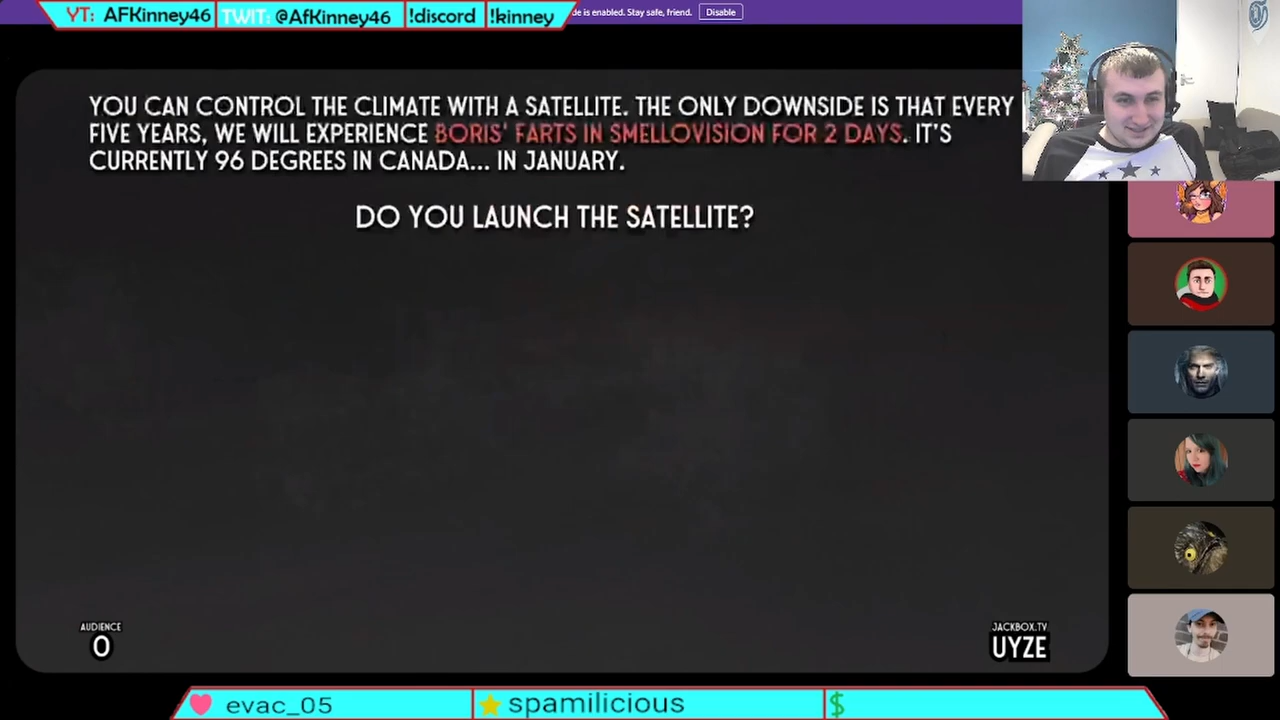 YT: AFKinney46 TWIT: @AfKinney46 !discord !kinney
de is enabled. Stay safe, friend. Disable
YOU CAN CONTROL THE CLIMATE WITH A SATELLITE. THE ONLY DOWNSIDE IS THAT EVERY
FIVE YEARS, WE WILL EXPERIENCE BORIS' FARTS IN SMELLOVISION FOR 2 DAYS. IT'S
CURRENTLY 96 DEGREES IN CANADA... IN JANUARY.
DO YOU LAUNCH THE SATELLITE?
AUDIENCE
0
JACKBOX.TV
UYZE
evac_05 spamilicious $